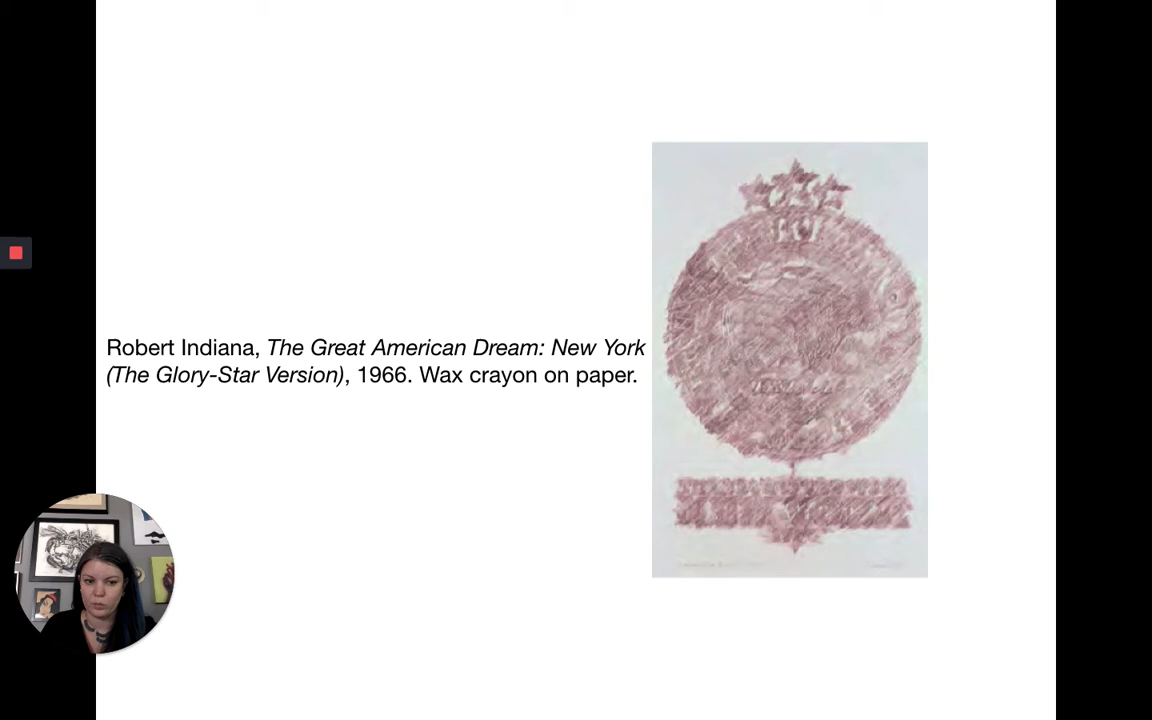 Robert Indiana, The Great American Dream: New York
(The Glory-Star Version), 1966. Wax crayon on paper.